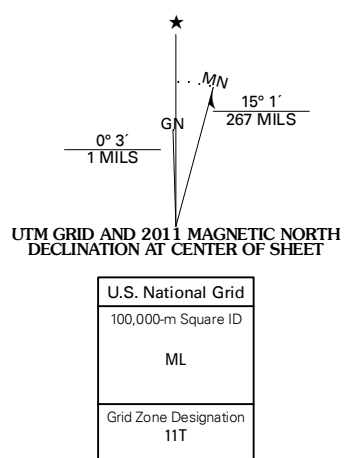 ★
MN
GN
15° 1´
267 MILS
0° 3´
1 MILS
UTM GRID AND 2011 MAGNETIC NORTH
DECLINATION AT CENTER OF SHEET
U.S. National Grid
100,000-m Square ID
ML
Grid Zone Designation
11T